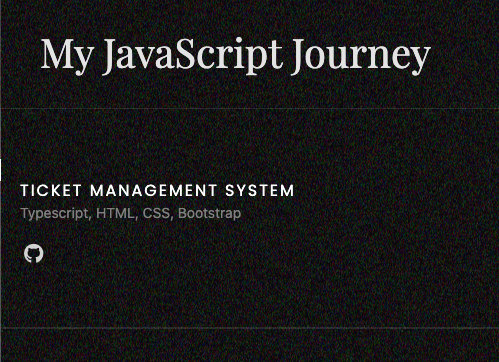 My JavaScript Journey
TICKET MANAGEMENT SYSTEM
Typescript, HTML, CSS, Bootstrap